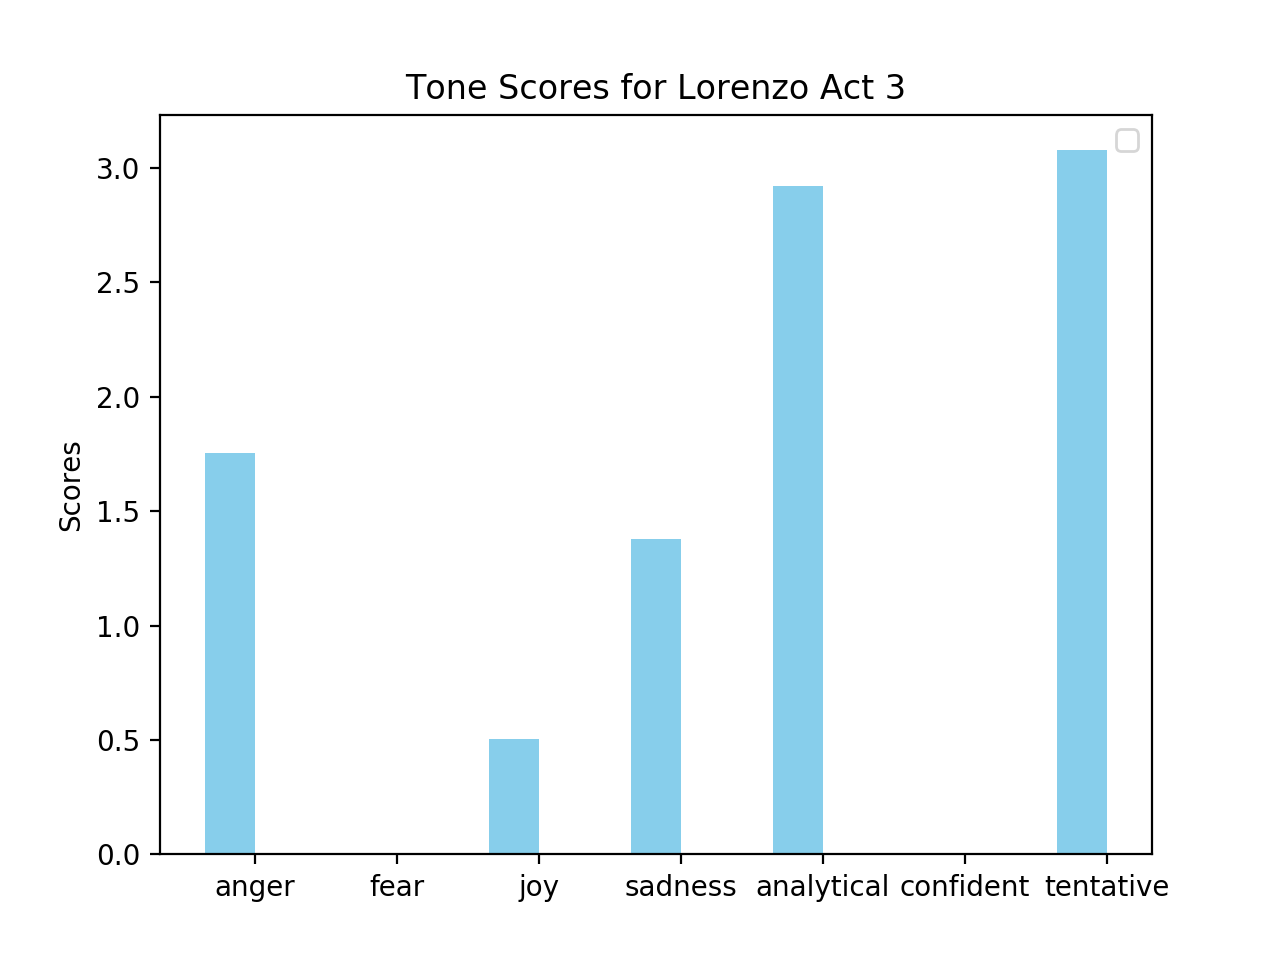 Tone Scores for Lorenzo Act 3
3.0
2.5
2.0
1.5
1.0
0.5
0.0
Scores
anger fear joy sadness analytical confident tentative